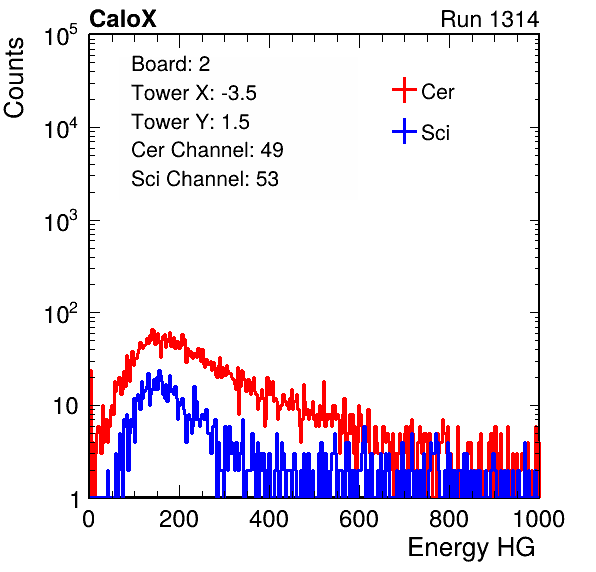 CaloX Run 1314
Counts
10^5
10^4
10^3
10^2
10
1
Board: 2
Tower X: -3.5
Tower Y: 1.5
Cer Channel: 49
Sci Channel: 53
Cer
Sci
0 200 400 600 800 1000
Energy HG